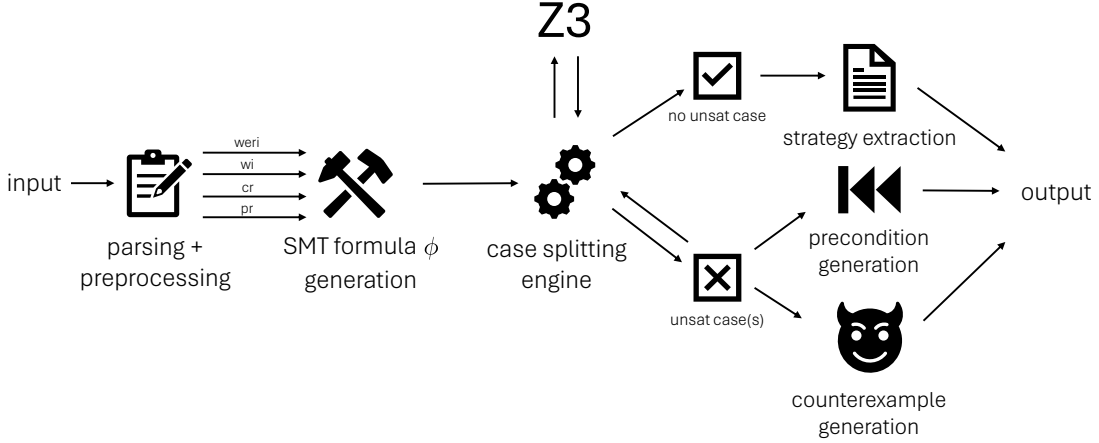 Z3
no unsat case
strategy extraction
input
weri
wi
cr
pr
parsing +
preprocessing
SMT formula ϕ
generation
case splitting
engine
output
precondition
generation
unsat case(s)
counterexample
generation